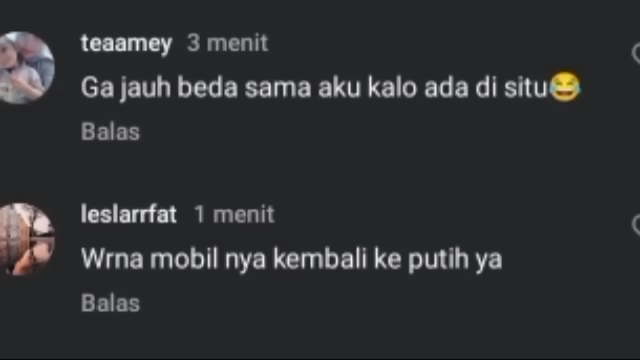 teaamey 3 menit
Ga jauh beda sama aku kalo ada di situ😂
Balas
leslarrfat 1 menit
Wrna mobil nya kembali ke putih ya
Balas